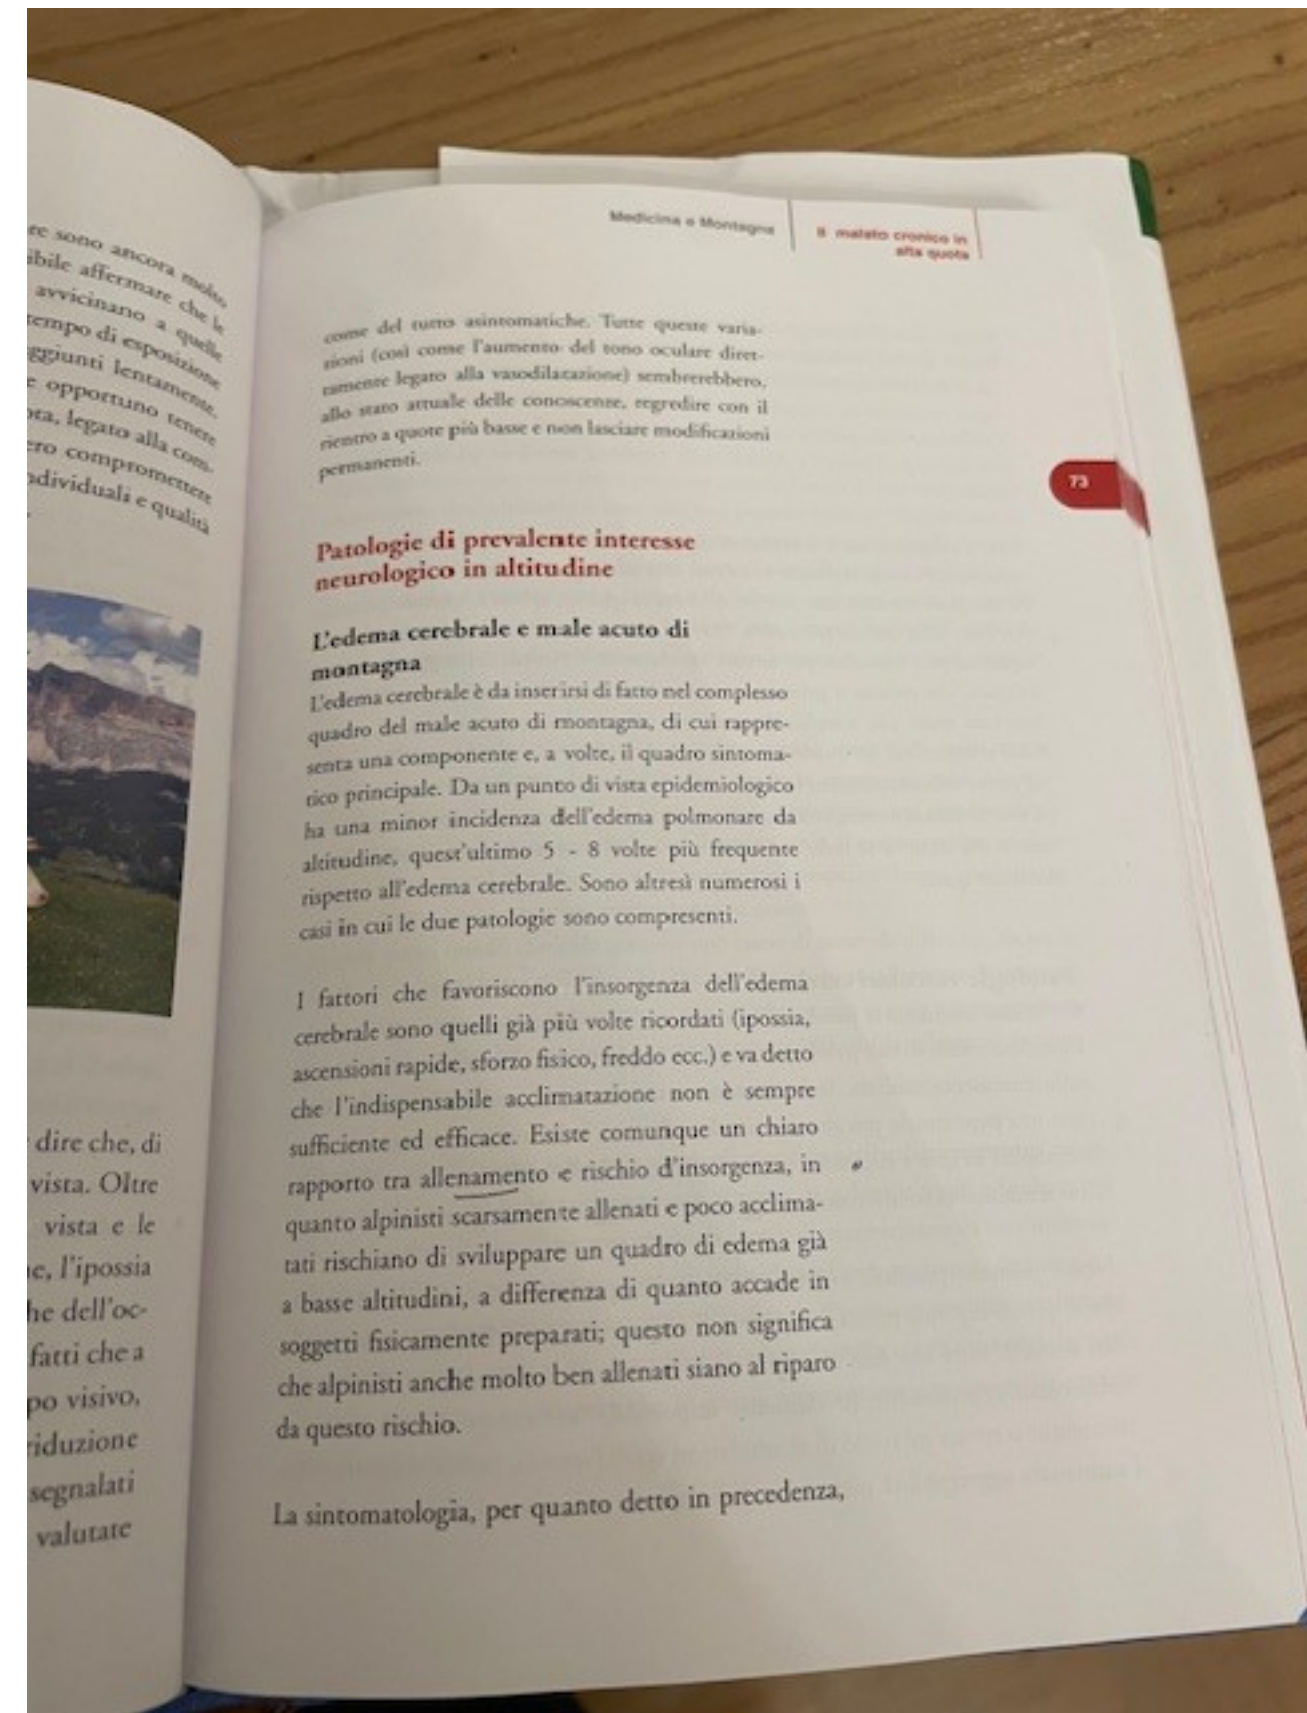 re sono ancora molto
ibile affermare che le
avvicinano a quelle
tempo di esposizione
ggiunti lentamente.
e opportuno tenere
ota, legato alla com-
ero compromettere
ndividuali e qualità
dire che, di
vista. Oltre
vista e le
ne, l'ipossia
he dell'oc-
fatti che a
po visivo,
riduzione
segnalati
valutate
Medicina e Montagna
Il malato cronico in
alta quota
73
come del tutto asintomatiche. Tutte queste varia-
zioni (così come l'aumento del tono oculare diret-
tamente legato alla vasodilatazione) sembrerebbero,
allo stato attuale delle conoscenze, regredire con il
rientro a quote più basse e non lasciare modificazioni
permanenti.
Patologie di prevalente interesse
neurologico in altitudine
L'edema cerebrale e male acuto di
montagna
L'edema cerebrale è da inserirsi di fatto nel complesso
quadro del male acuto di montagna, di cui rappre-
senta una componente e, a volte, il quadro sintoma-
tico principale. Da un punto di vista epidemiologico
ha una minor incidenza dell'edema polmonare da
altitudine, quest'ultimo 5 - 8 volte più frequente
rispetto all'edema cerebrale. Sono altresì numerosi i
casi in cui le due patologie sono compresenti.
I fattori che favoriscono l'insorgenza dell'edema
cerebrale sono quelli già più volte ricordati (ipossia,
ascensioni rapide, sforzo fisico, freddo ecc.) e va detto
che l'indispensabile acclimatazione non è sempre
sufficiente ed efficace. Esiste comunque un chiaro
rapporto tra allenamento e rischio d'insorgenza, in
quanto alpinisti scarsamente allenati e poco acclima-
tati rischiano di sviluppare un quadro di edema già
a basse altitudini, a differenza di quanto accade in
soggetti fisicamente preparati; questo non significa
che alpinisti anche molto ben allenati siano al riparo
da questo rischio.
La sintomatologia, per quanto detto in precedenza,